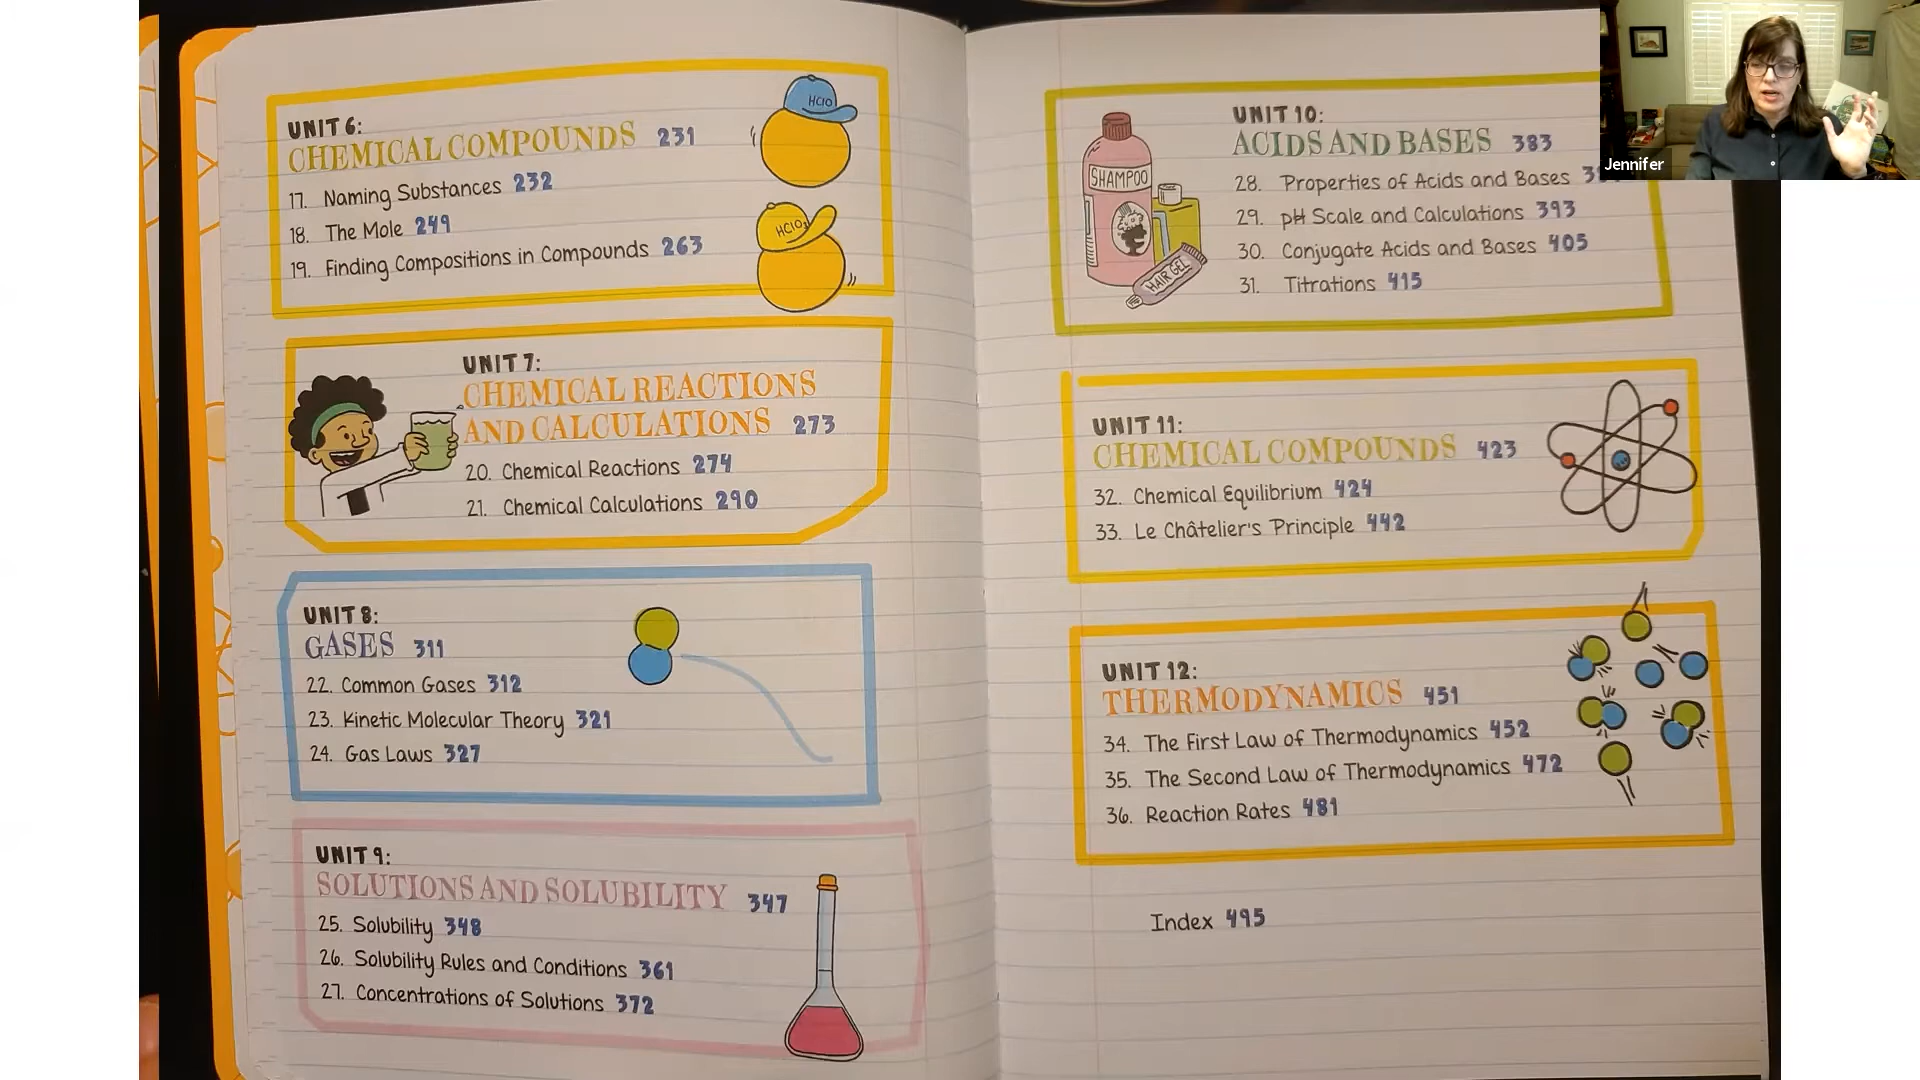 UNIT 6:
CHEMICAL COMPOUNDS 231
17. Naming Substances 232
18. The Mole 249
19. Finding Compositions in Compounds 263
HClO
HClO₃
UNIT 7:
CHEMICAL REACTIONS
AND CALCULATIONS 273
20. Chemical Reactions 274
21. Chemical Calculations 290
UNIT 8:
GASES 311
22. Common Gases 312
23. Kinetic Molecular Theory 321
24. Gas Laws 327
UNIT 9:
SOLUTIONS AND SOLUBILITY 347
25. Solubility 348
26. Solubility Rules and Conditions 361
27. Concentrations of Solutions 372
UNIT 10:
ACIDS AND BASES 383
28. Properties of Acids and Bases
29. pH Scale and Calculations 393
30. Conjugate Acids and Bases 405
31. Titrations 415
SHAMPOO
HAIR GEL
UNIT 11:
CHEMICAL COMPOUNDS 423
32. Chemical Equilibrium 424
33. Le Châtelier's Principle 442
UNIT 12:
THERMODYNAMICS 451
34. The First Law of Thermodynamics 452
35. The Second Law of Thermodynamics 472
36. Reaction Rates 481
Index 495
Jennifer